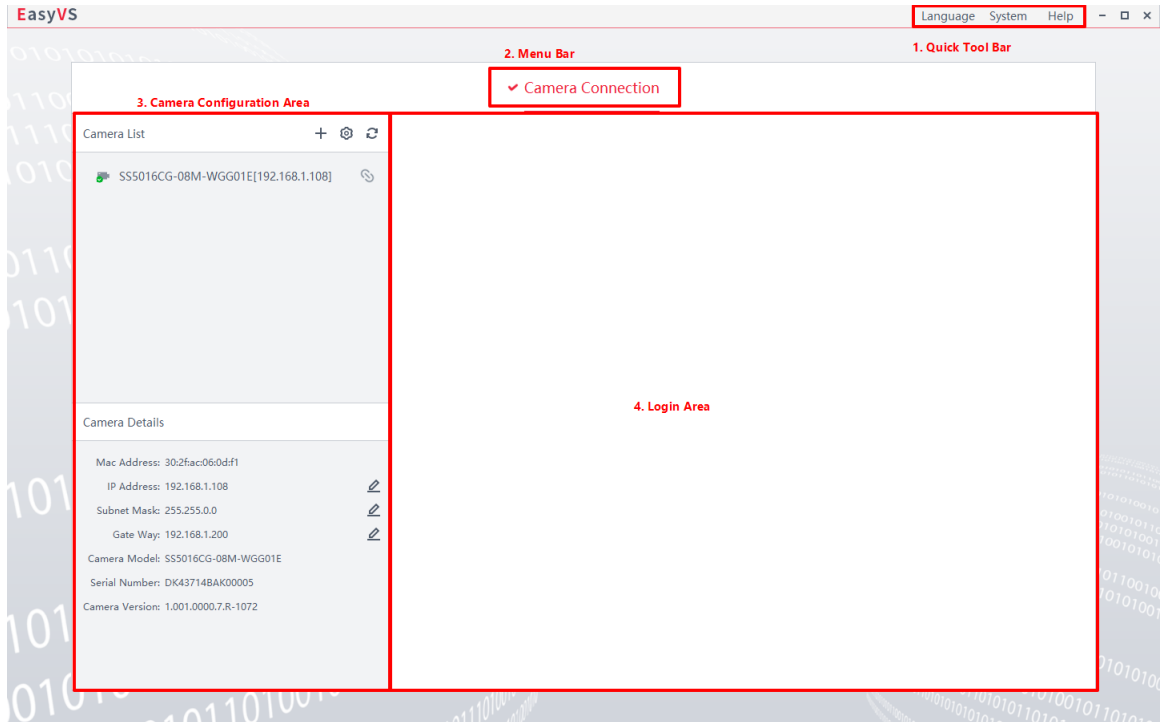 EasyVS
Language System Help
1. Quick Tool Bar
2. Menu Bar
Camera Connection
3. Camera Configuration Area
Camera List
SS5016CG-08M-WGG01E[192.168.1.108]
4. Login Area
Camera Details
Mac Address: 30:2f:ac:06:0d:f1
IP Address: 192.168.1.108
Subnet Mask: 255.255.0.0
Gate Way: 192.168.1.200
Camera Model: SS5016CG-08M-WGG01E
Serial Number: DK43714BAK00005
Camera Version: 1.001.0000.7.R-1072